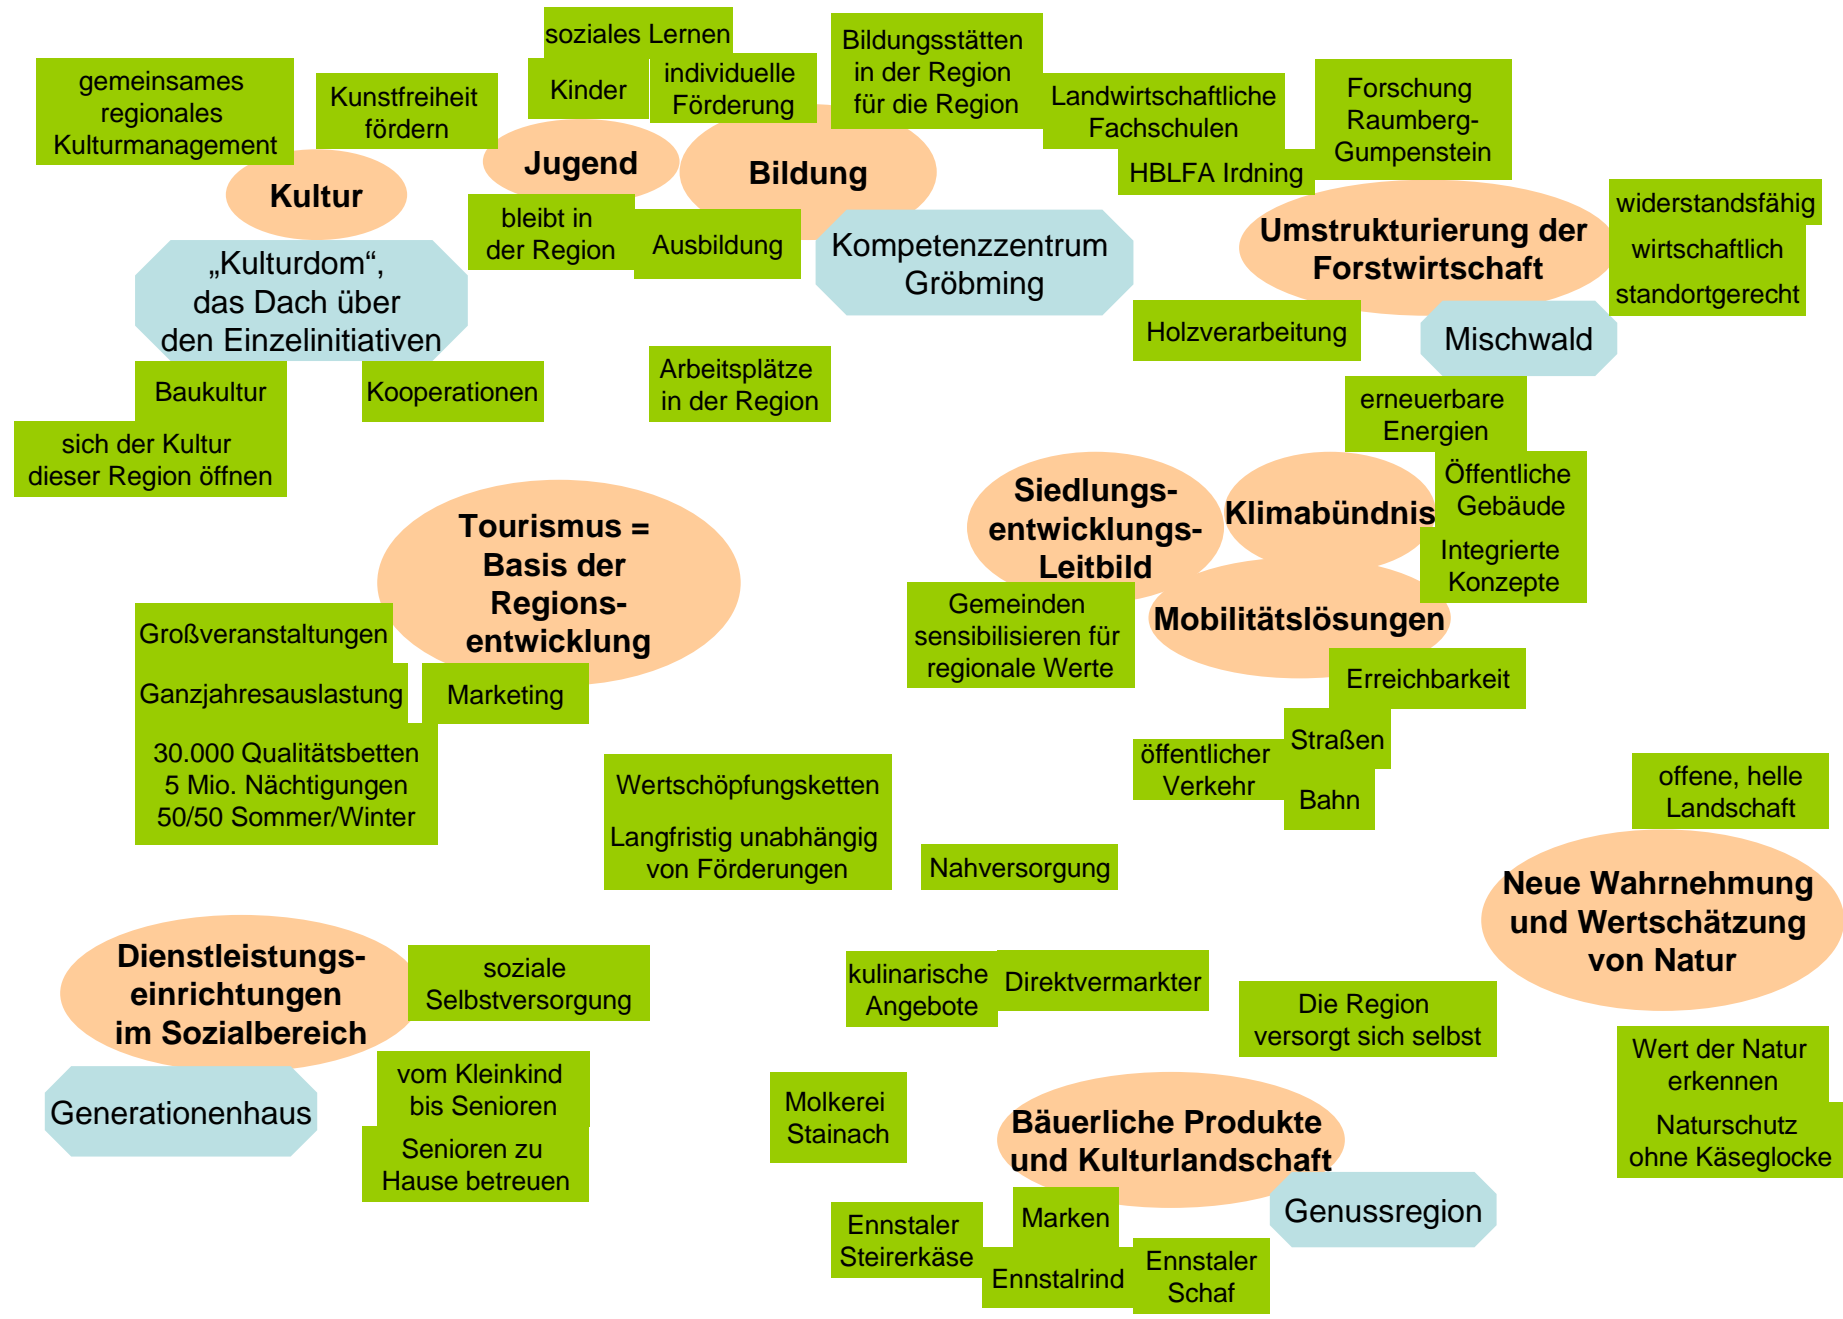 soziales Lernen
gemeinsames
regionales
Kulturmanagement
Kunstfreiheit
fördern
Kinder
individuelle
Förderung
Bildungsstätten
in der Region
für die Region
Landwirtschaftliche
Fachschulen
HBLFA Irdning
Forschung
Raumberg-
Gumpenstein
Kultur
Jugend
Bildung
bleibt in
der Region
Ausbildung
Kompetenzzentrum
Gröbming
Umstrukturierung der
Forstwirtschaft
widerstandsfähig
wirtschaftlich
standortgerecht
„Kulturdom“,
das Dach über
den Einzelinitiativen
Holzverarbeitung
Mischwald
Baukultur
Kooperationen
Arbeitsplätze
in der Region
sich der Kultur
dieser Region öffnen
erneuerbare
Energien
Öffentliche
Gebäude
Integrierte
Konzepte
Siedlungs-
entwicklungs-
Leitbild
Klimabündnis
Tourismus =
Basis der
Regions-
entwicklung
Gemeinden
sensibilisieren für
regionale Werte
Mobilitätslösungen
Großveranstaltungen
Ganzjahresauslastung
Marketing
30.000 Qualitätsbetten
5 Mio. Nächtigungen
50/50 Sommer/Winter
Erreichbarkeit
Straßen
öffentlicher
Verkehr
Bahn
Wertschöpfungsketten
Langfristig unabhängig
von Förderungen
Nahversorgung
offene, helle
Landschaft
Neue Wahrnehmung
und Wertschätzung
von Natur
Dienstleistungs-
einrichtungen
im Sozialbereich
soziale
Selbstversorgung
kulinarische
Angebote
Direktvermarkter
Die Region
versorgt sich selbst
Wert der Natur
erkennen
Naturschutz
ohne Käseglocke
Generationenhaus
vom Kleinkind
bis Senioren
Senioren zu
Hause betreuen
Molkerei
Stainach
Bäuerliche Produkte
und Kulturlandschaft
Genussregion
Ennstaler
Steirerkäse
Marken
Ennstalrind
Ennstaler
Schaf